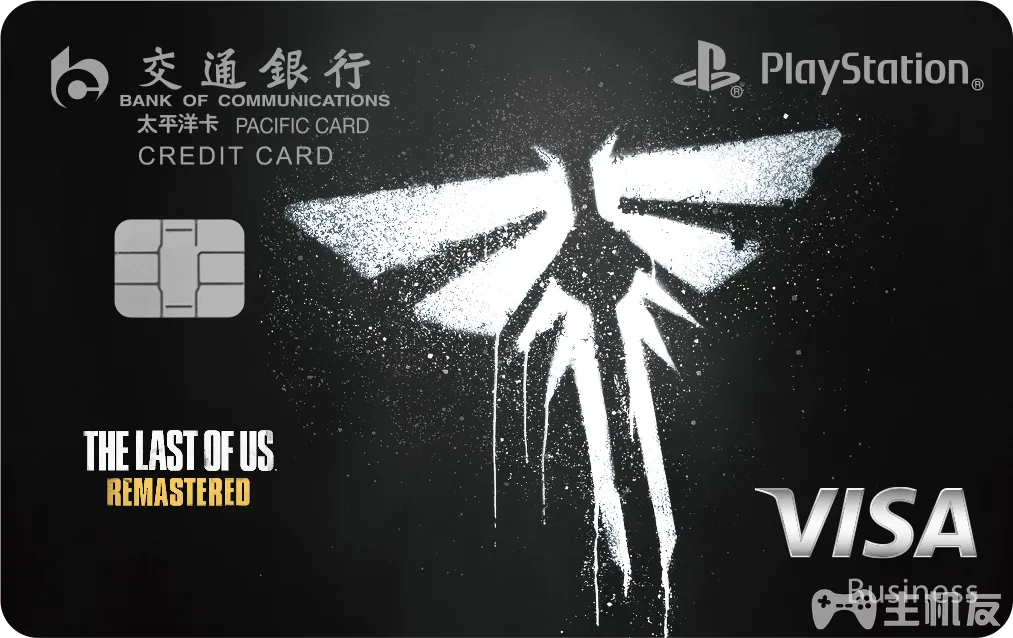 交通銀行
BANK OF COMMUNICATIONS
太平洋卡 PACIFIC CARD
CREDIT CARD
PlayStation®
THE LAST OF US
REMASTERED
VISA
Business
主机友